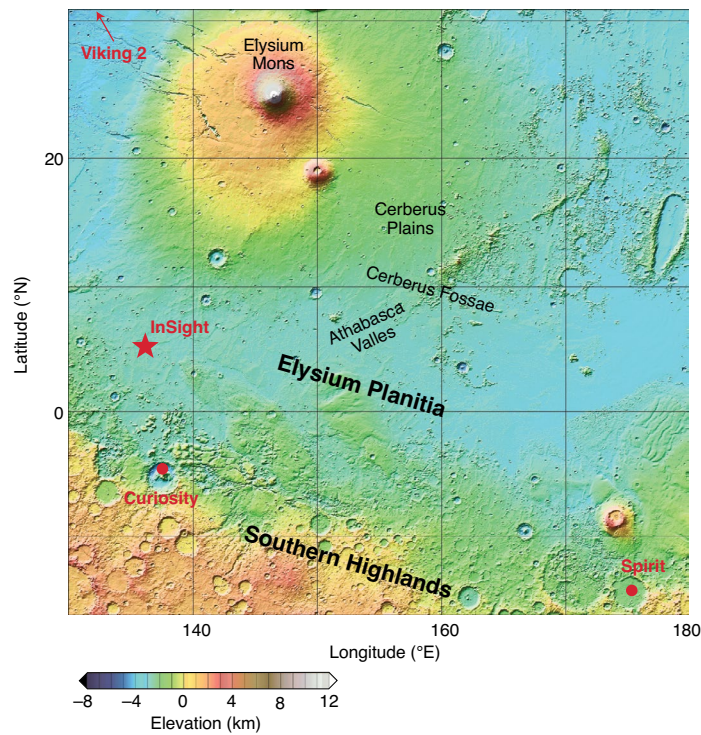 Viking 2
Elysium
Mons
20
Cerberus
Plains
Cerberus Fossae
Athabasca
Valles
InSight
Elysium Planitia
Latitude (°N)
0
Curiosity
Southern Highlands
Spirit
140
160
180
Longitude (°E)
–8
–4
0
4
8
12
Elevation (km)